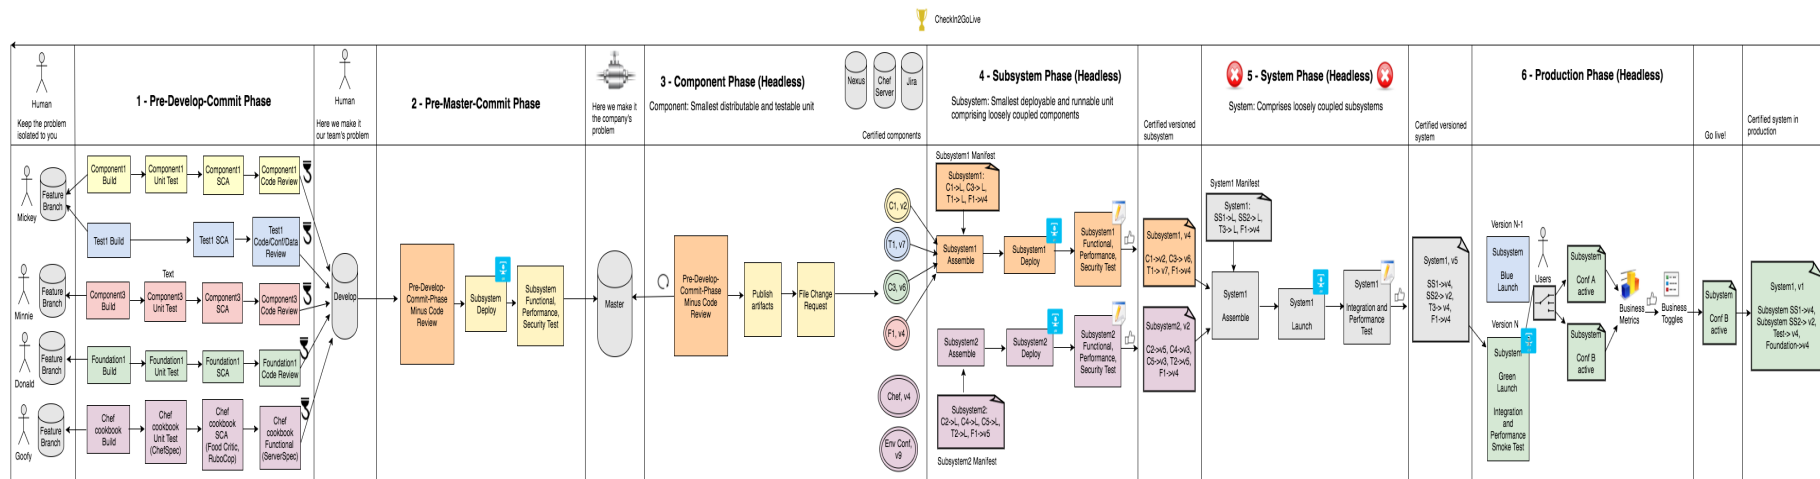 CheckIn2GoLive
Human
Keep the problem
isolated to you
1 - Pre-Develop-Commit Phase
Human
Here we make it
our team's problem
2 - Pre-Master-Commit Phase
Here we make it
the company's
problem
3 - Component Phase (Headless)
Component: Smallest distributable and testable unit
Nexus
Chef
Server
Jira
Certified components
4 - Subsystem Phase (Headless)
Subsystem: Smallest deployable and runnable unit
comprising loosely coupled components
Certified versioned
subsystem
5 - System Phase (Headless)
System: Comprises loosely coupled subsystems
Certified versioned
system
6 - Production Phase (Headless)
Go live!
Certified system in
production
Mickey
Feature
Branch
Component1
Build
Component1
Unit Test
Component1
SCA
Component1
Code Review
Test1 Build
Test1 SCA
Test1
Code/Conf/Data
Review
Minnie
Feature
Branch
Component3
Build
Text
Component3
Unit Test
Component3
SCA
Component3
Code Review
Donald
Feature
Branch
Foundation1
Build
Foundation1
Unit Test
Foundation1
SCA
Foundation1
Code Review
Goofy
Feature
Branch
Chef
cookbook
Build
Chef
cookbook
Unit Test
(ChefSpec)
Chef
cookbook
SCA
(Food Critic,
RuboCop)
Chef
cookbook
Functional
(ServerSpec)
Develop
Pre-Develop-
Commit-Phase
Minus Code
Review
Subsystem
Deploy
Subsystem
Functional,
Performance,
Security Test
Master
Pre-Develop-
Commit-Phase
Minus Code
Review
Publish
artifacts
File Change
Request
C1, v2
T1, v7
C3, v6
F1, v4
Chef, v4
Env Conf,
v9
Subsystem1 Manifest
Subsystem1:
C1->L, C3-> L,
T1-> L, F1->v4
Subsystem1
Assemble
Subsystem1
Deploy
Subsystem1
Functional,
Performance,
Security Test
Subsystem2
Assemble
Subsystem2
Deploy
Subsystem2
Functional,
Performance,
Security Test
Subsystem2:
C2->L, C4->L, C5->L,
T2->L, F1->v5
Subsystem2 Manifest
Subsystem1, v4
C1->v2, C3-> v6,
T1-> v7, F1->v4
Subsystem2, v2
C2->v5, C4->v3,
C5->v3, T2->v5,
F1->v4
System1 Manifest
System1:
SS1->L, SS2-> L,
T3-> L, F1->v4
System1
Assemble
System1
Launch
System1
Integration and
Performance
Test
System1, v5
SS1->v4,
SS2-> v2,
T3-> v4,
F1->v4
Version N-1
Subsystem
Blue
Launch
Users
Version N
Subsystem
Green
Launch
Integration
and
Performance
Smoke Test
Subsystem
Conf A
active
Subsystem
Conf B
active
Business
Metrics
Business
Toggles
Subsystem
Conf B
active
System1, v1
Subsystem SS1->v4,
Subsystem SS2-> v2,
Test-> v4,
Foundation->v4